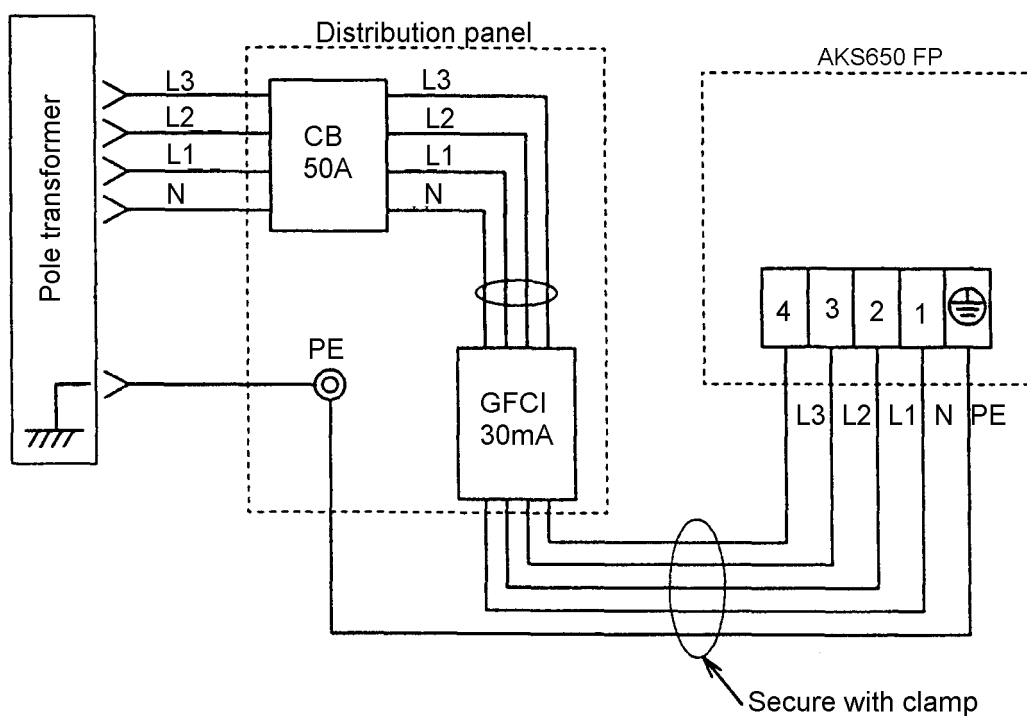 Distribution panel
AKS650 FP
Pole transformer
L3
L2
L1
N
CB
50A
L3
L2
L1
N
PE
GFCI
30mA
4 3 2 1
L3 L2 L1 N PE
Secure with clamp